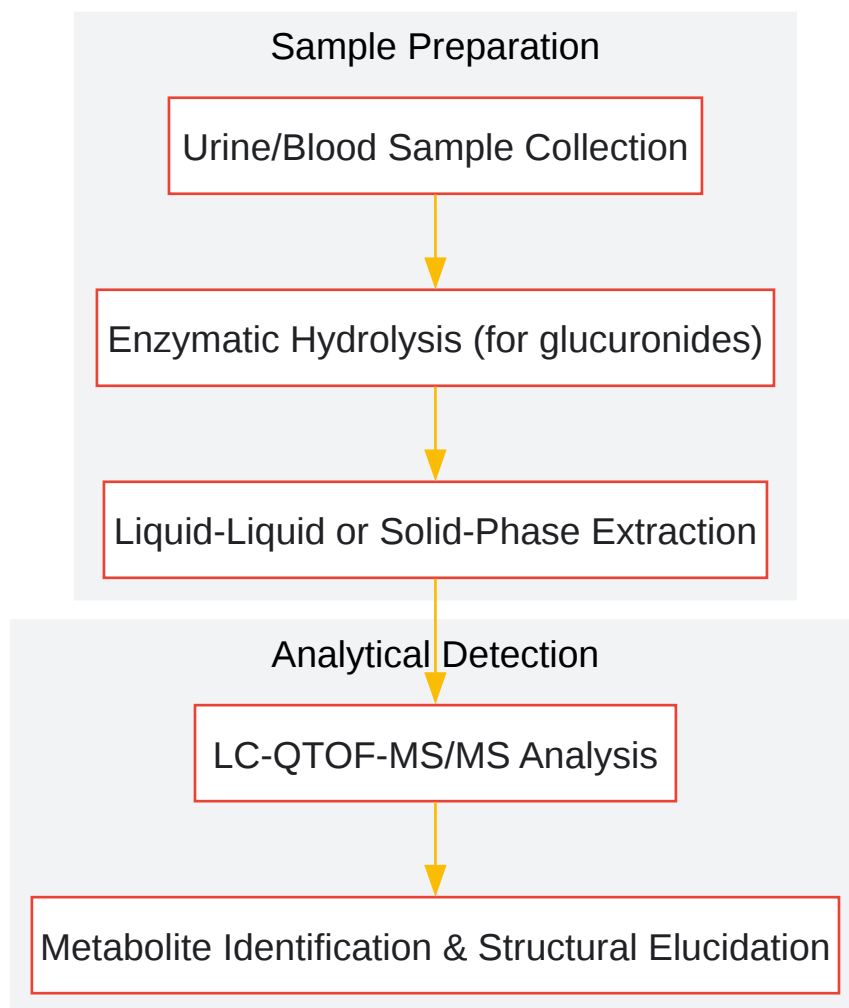 Sample Preparation
Urine/Blood Sample Collection
Enzymatic Hydrolysis (for glucuronides)
Liquid-Liquid or Solid-Phase Extraction
Analytical Detection
LC-QTOF-MS/MS Analysis
Metabolite Identification & Structural Elucidation